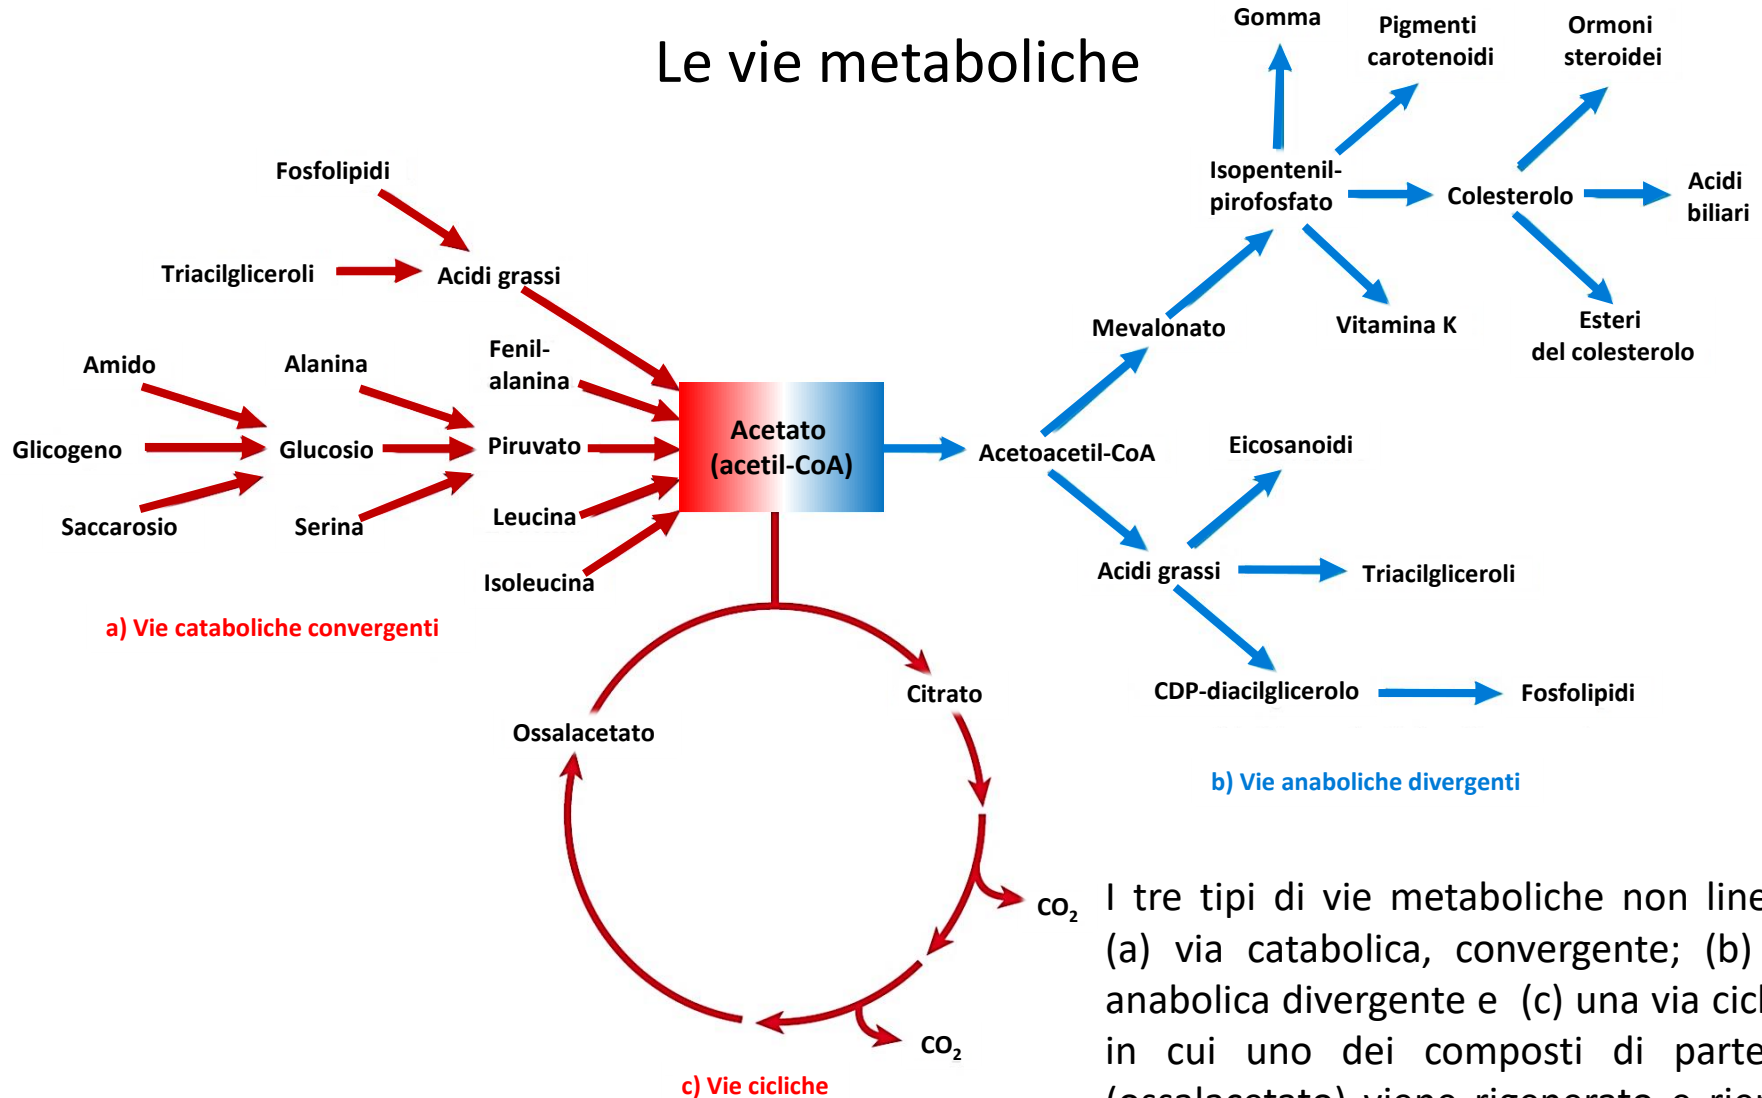 Le vie metaboliche
Fosfolipidi
Triacilgliceroli
Acidi grassi
Amido
Alanina
Fenil-
alanina
Glicogeno
Glucosio
Piruvato
Saccarosio
Serina
Leucina
Isoleucina
a) Vie cataboliche convergenti
Acetato
(acetil-CoA)
Gomma
Pigmenti
carotenoidi
Ormoni
steroidei
Isopentenil-
pirofosfato
Colesterolo
Acidi
biliari
Mevalonato
Vitamina K
Esteri
del colesterolo
Acetoacetil-CoA
Eicosanoidi
Acidi grassi
Triacilgliceroli
CDP-diacilglicerolo
Fosfolipidi
b) Vie anaboliche divergenti
Citrato
Ossalacetato
CO2
CO2
c) Vie cicliche
I tre tipi di vie metaboliche non
(a) via catabolica, convergente; (b)
anabolica divergente e (c) una via
in cui uno dei composti di
(ossalacetato) viene rigenerato e